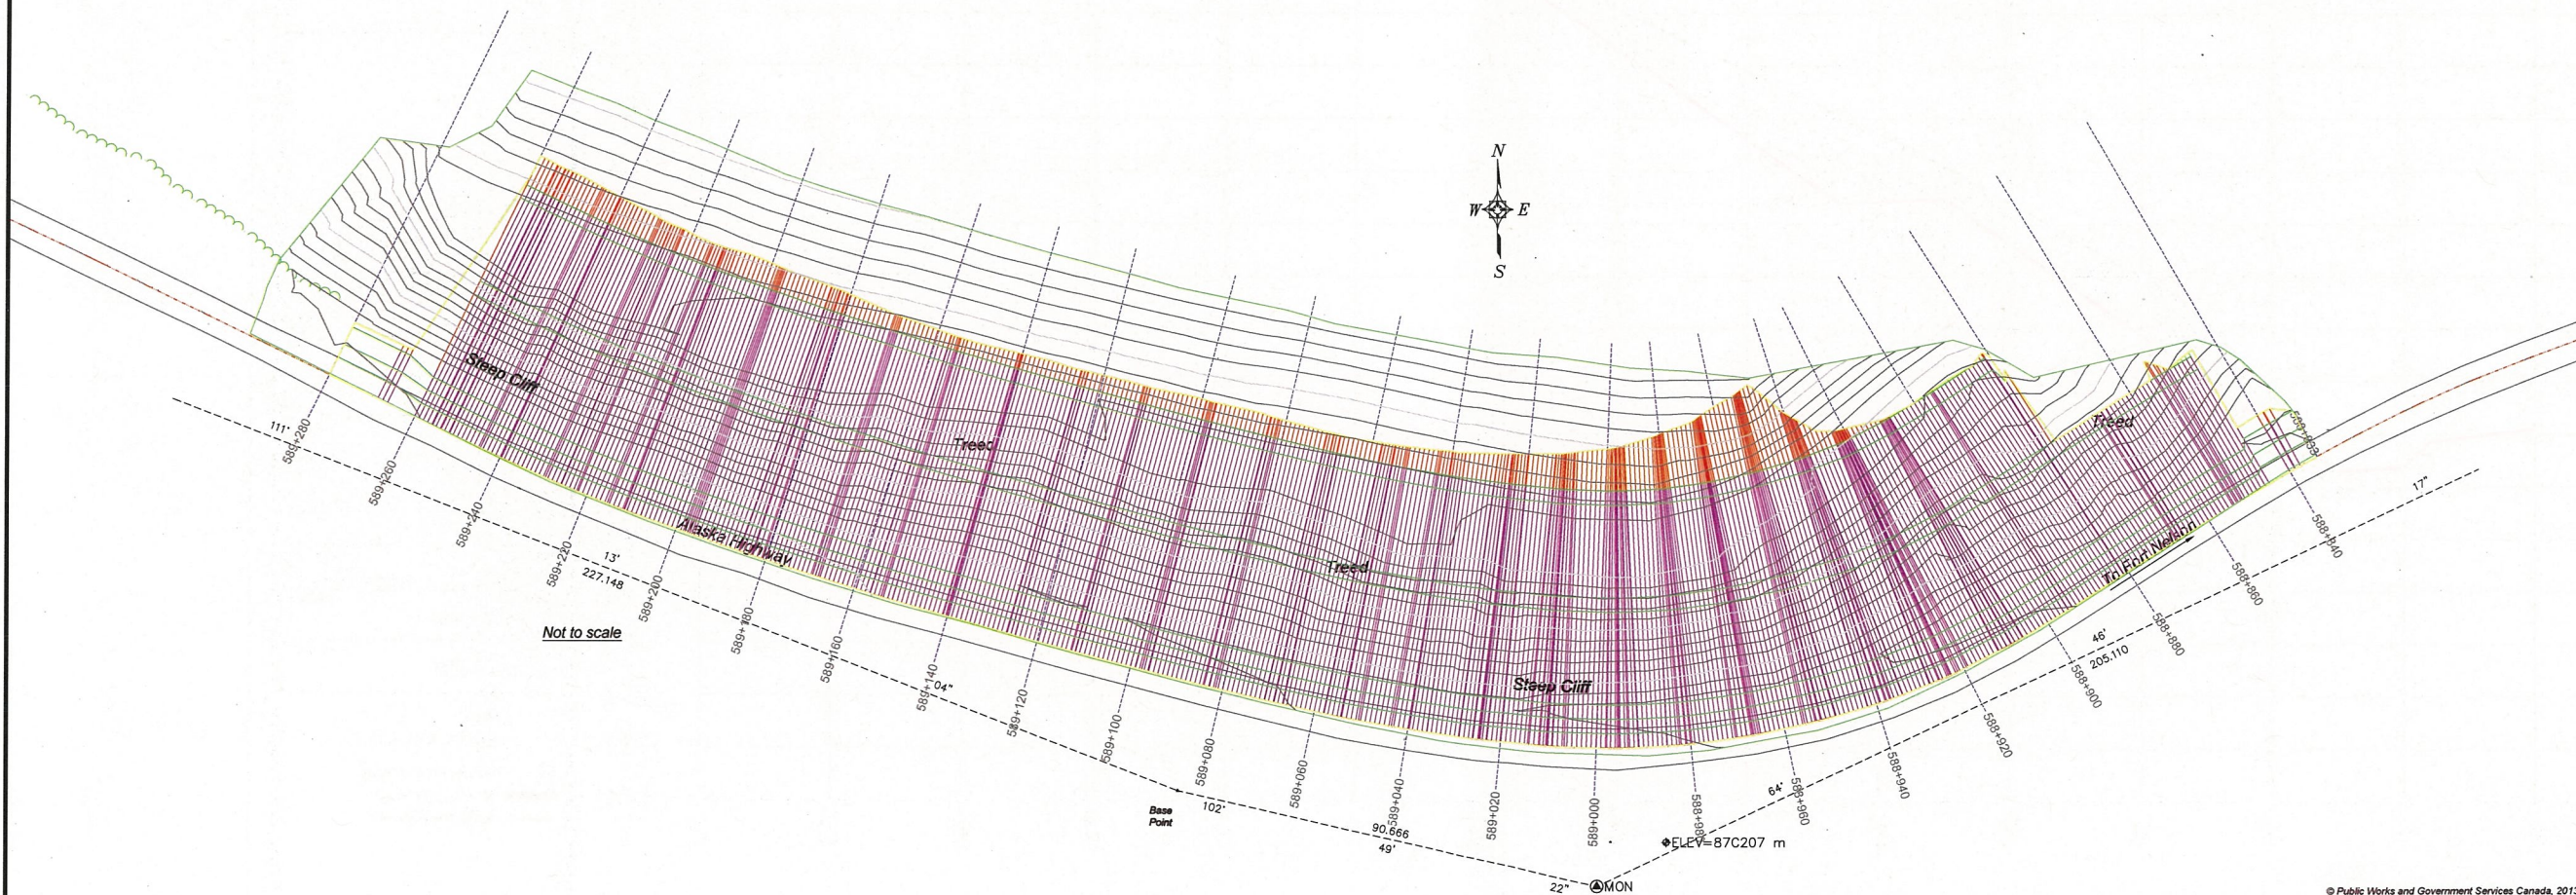 N
W E
S
Steep Cliff
Treed
Treed
Treed
Alaska Highway
Steep Cliff
To Fort Nelson
Not to scale
111°
13'
227.148
04"
Base
Point
102°
90.666
49'
22"
MON
ELEV=87C207 m
64°
46'
205.110
17"
589+280
589+260
589+240
589+220
589+200
589+180
589+160
589+140
589+120
589+100
589+080
589+060
589+040
589+020
589+000
588+980
588+960
588+940
588+920
588+900
588+880
588+860
588+840
© Public Works and Government Services Canada, 2013